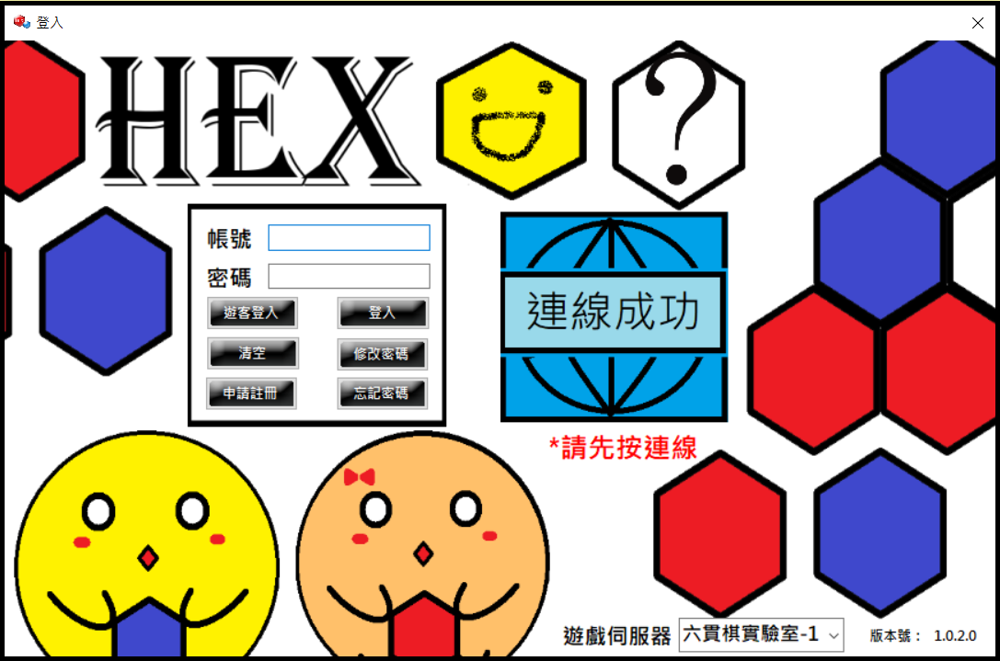 登入
HEX ?
帳號
密碼
遊客登入 登入
清空 修改密碼
申請註冊 忘記密碼
連線成功
*請先按連線
遊戲伺服器 六貫棋實驗室-1 版本號： 1.0.2.0